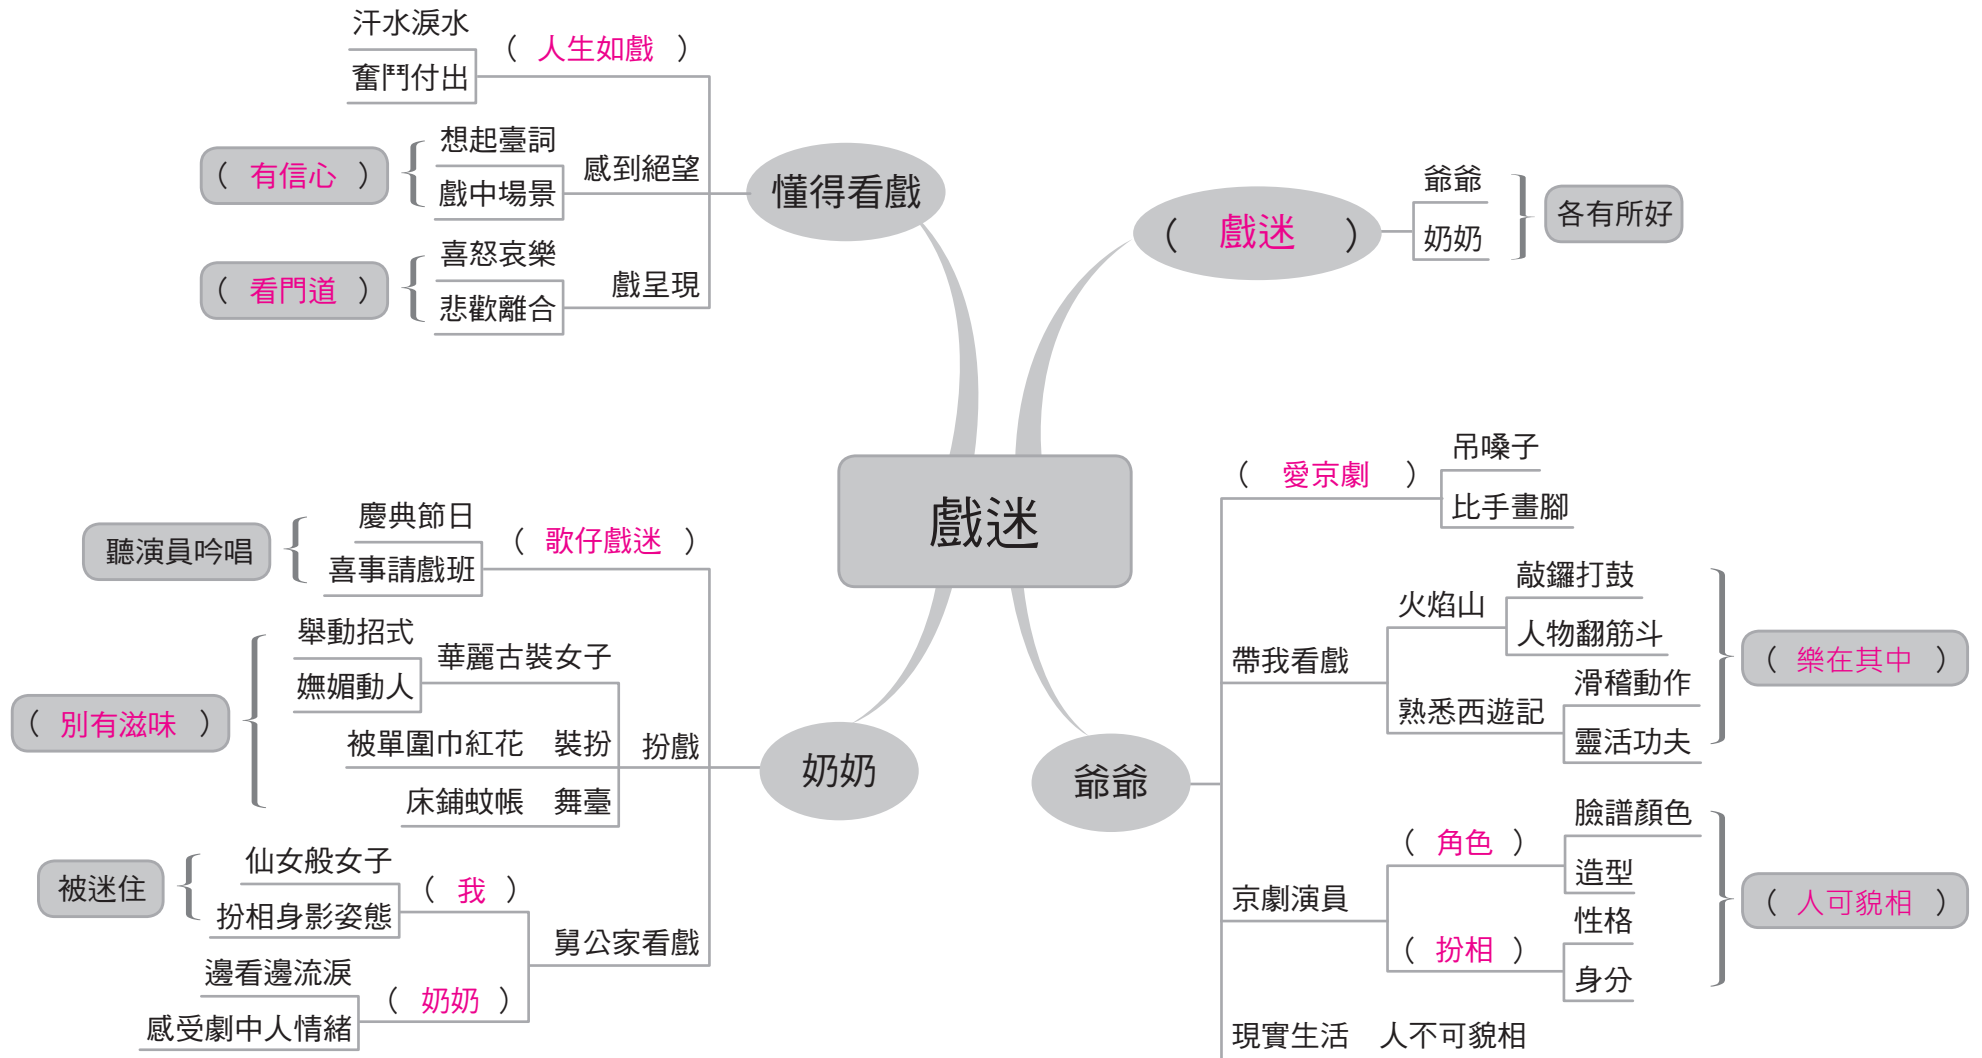 戲迷
（ 戲迷 ）
爺爺
奶奶
各有所好
爺爺
（ 愛京劇 ）
吊嗓子
比手畫腳
帶我看戲
火焰山
敲鑼打鼓
人物翻筋斗
熟悉西遊記
滑稽動作
靈活功夫
（ 樂在其中 ）
京劇演員
（ 角色 ）
臉譜顏色
造型
（ 扮相 ）
性格
身分
（ 人可貌相 ）
現實生活 人不可貌相
奶奶
（ 歌仔戲迷 ）
慶典節日
喜事請戲班
聽演員吟唱
扮戲
華麗古裝女子
舉動招式
嫵媚動人
被單圍巾紅花 裝扮
床鋪蚊帳 舞臺
（ 別有滋味 ）
舅公家看戲
（ 我 ）
仙女般女子
扮相身影姿態
被迷住
（ 奶奶 ）
邊看邊流淚
感受劇中人情緒
懂得看戲
（ 人生如戲 ）
汗水淚水
奮鬥付出
感到絕望
想起臺詞
戲中場景
（ 有信心 ）
戲呈現
喜怒哀樂
悲歡離合
（ 看門道 ）